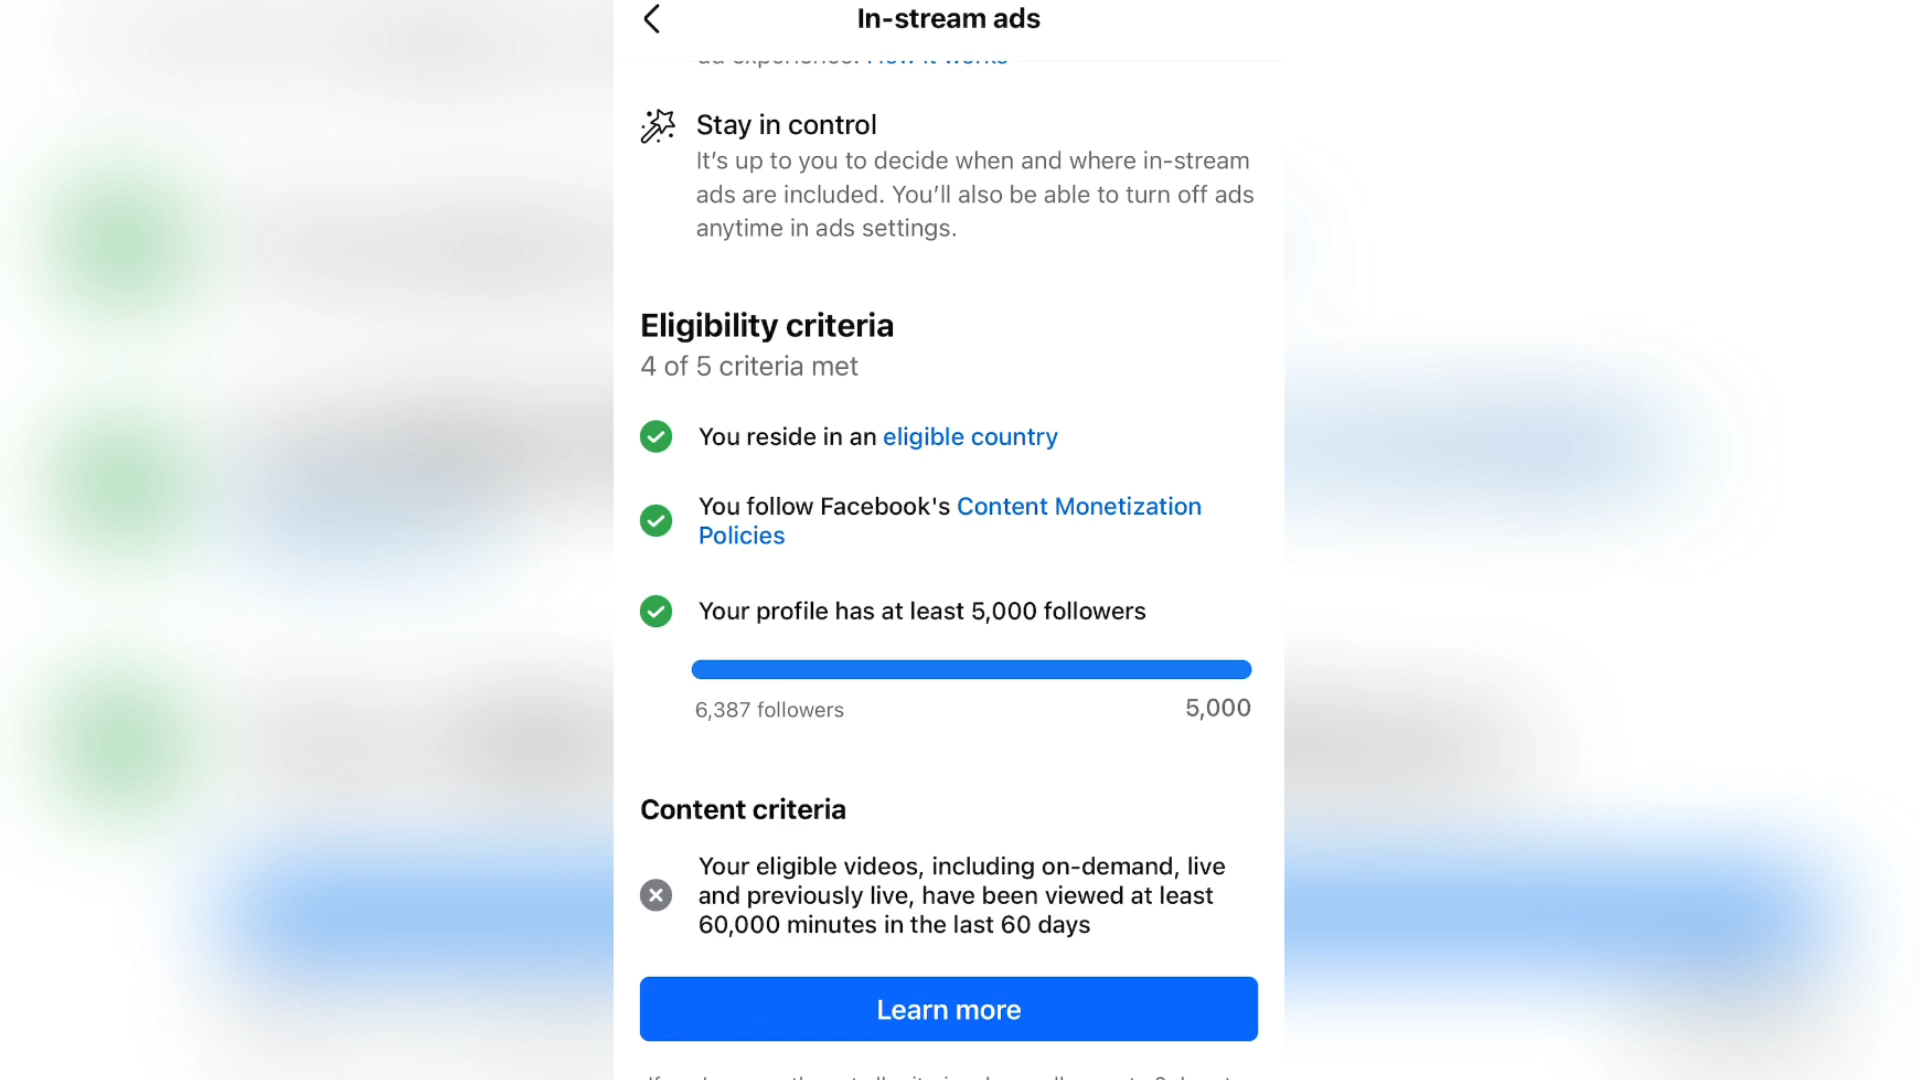 In-stream ads
Stay in control
It's up to you to decide when and where in-stream
ads are included. You'll also be able to turn off ads
anytime in ads settings.
Eligibility criteria
4 of 5 criteria met
You reside in an eligible country
You follow Facebook's Content Monetization
Policies
Your profile has at least 5,000 followers
6,387 followers
5,000
Content criteria
Your eligible videos, including on-demand, live
and previously live, have been viewed at least
60,000 minutes in the last 60 days
Learn more